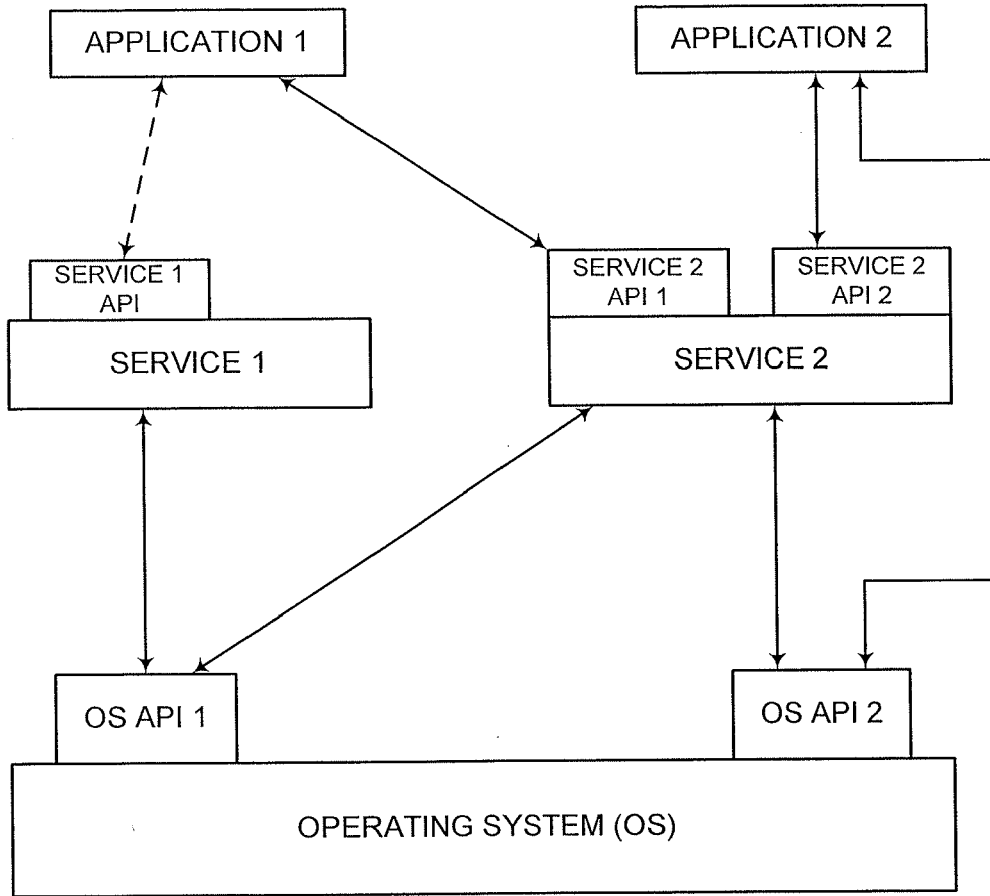 APPLICATION 1
APPLICATION 2
SERVICE 1
API
SERVICE 2
API 1
SERVICE 2
API 2
SERVICE 1
SERVICE 2
OS API 1
OS API 2
OPERATING SYSTEM (OS)